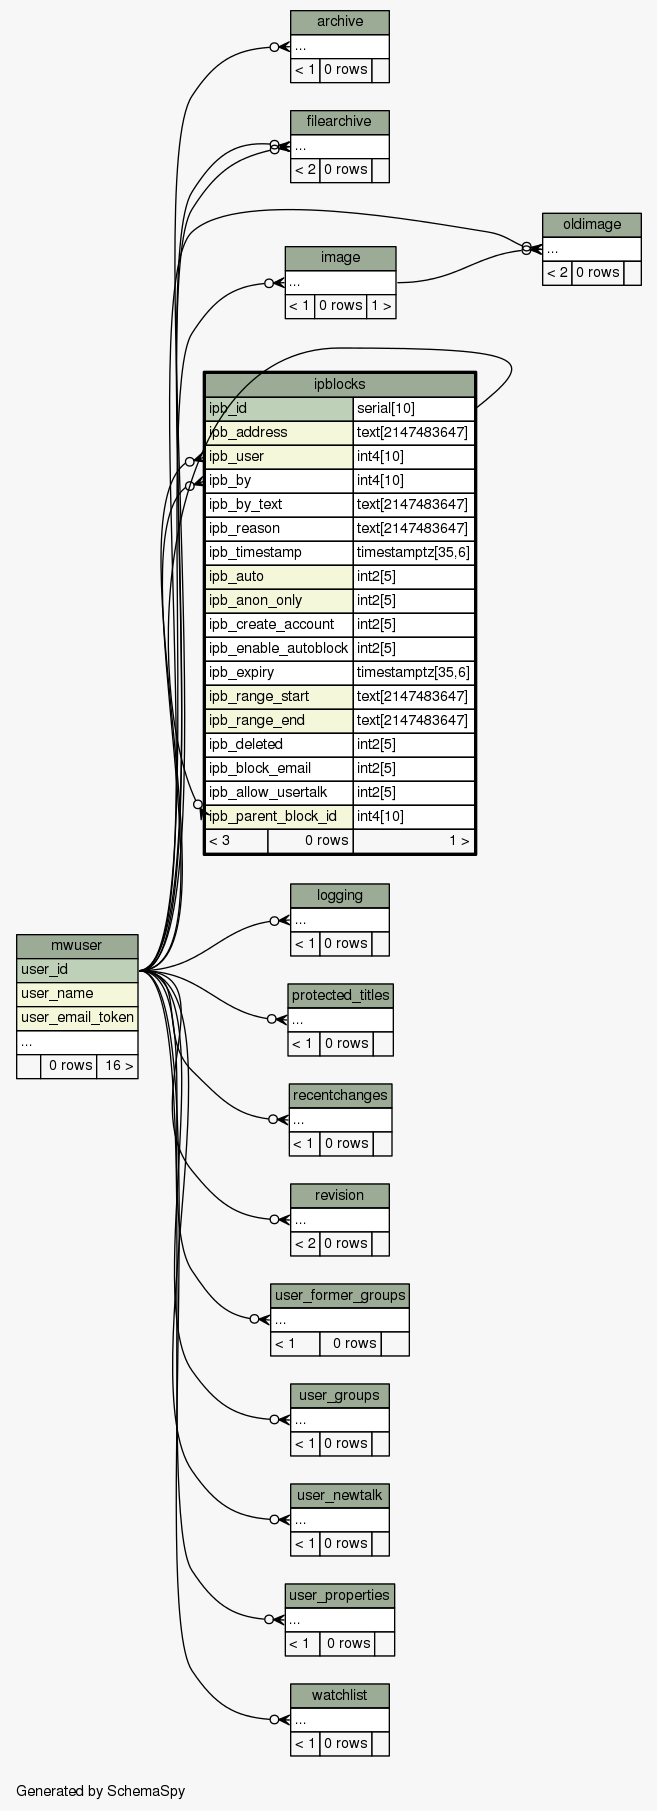 archive
...
< 1 0 rows
filearchive
...
< 2 0 rows
oldimage
...
< 2 0 rows
image
...
< 1 0 rows 1 >
ipblocks
ipb_id serial[10]
ipb_address text[2147483647]
ipb_user int4[10]
ipb_by int4[10]
ipb_by_text text[2147483647]
ipb_reason text[2147483647]
ipb_timestamp timestamptz[35,6]
ipb_auto int2[5]
ipb_anon_only int2[5]
ipb_create_account int2[5]
ipb_enable_autoblock int2[5]
ipb_expiry timestamptz[35,6]
ipb_range_start text[2147483647]
ipb_range_end text[2147483647]
ipb_deleted int2[5]
ipb_block_email int2[5]
ipb_allow_usertalk int2[5]
ipb_parent_block_id int4[10]
< 3 0 rows 1 >
logging
...
< 1 0 rows
mwuser
user_id
user_name
user_email_token
...
0 rows 16 >
protected_titles
...
< 1 0 rows
recentchanges
...
< 1 0 rows
revision
...
< 2 0 rows
user_former_groups
...
< 1 0 rows
user_groups
...
< 1 0 rows
user_newtalk
...
< 1 0 rows
user_properties
...
< 1 0 rows
watchlist
...
< 1 0 rows
Generated by SchemaSpy